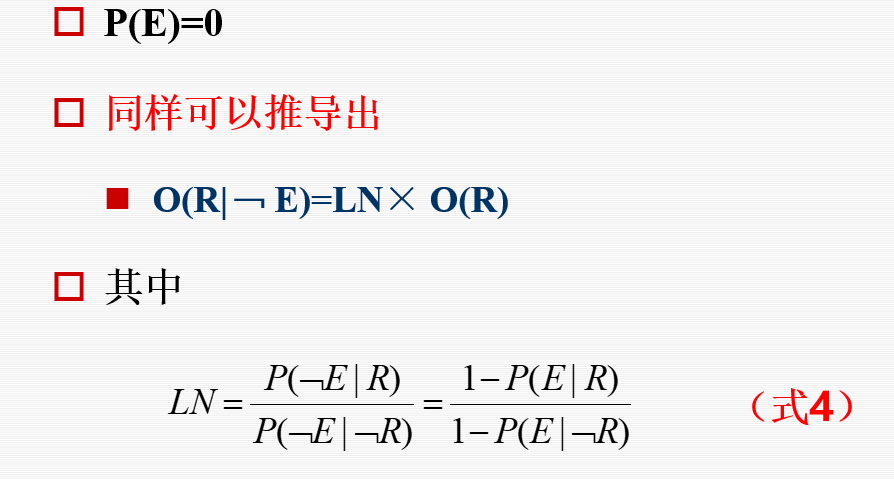 P(E)=0
同样可以推导出
O(R|¬ E)=LN× O(R)
其中
LN = P(¬E | R) / P(¬E | ¬R) = 1− P(E | R) / 1− P(E | ¬R) （式4）